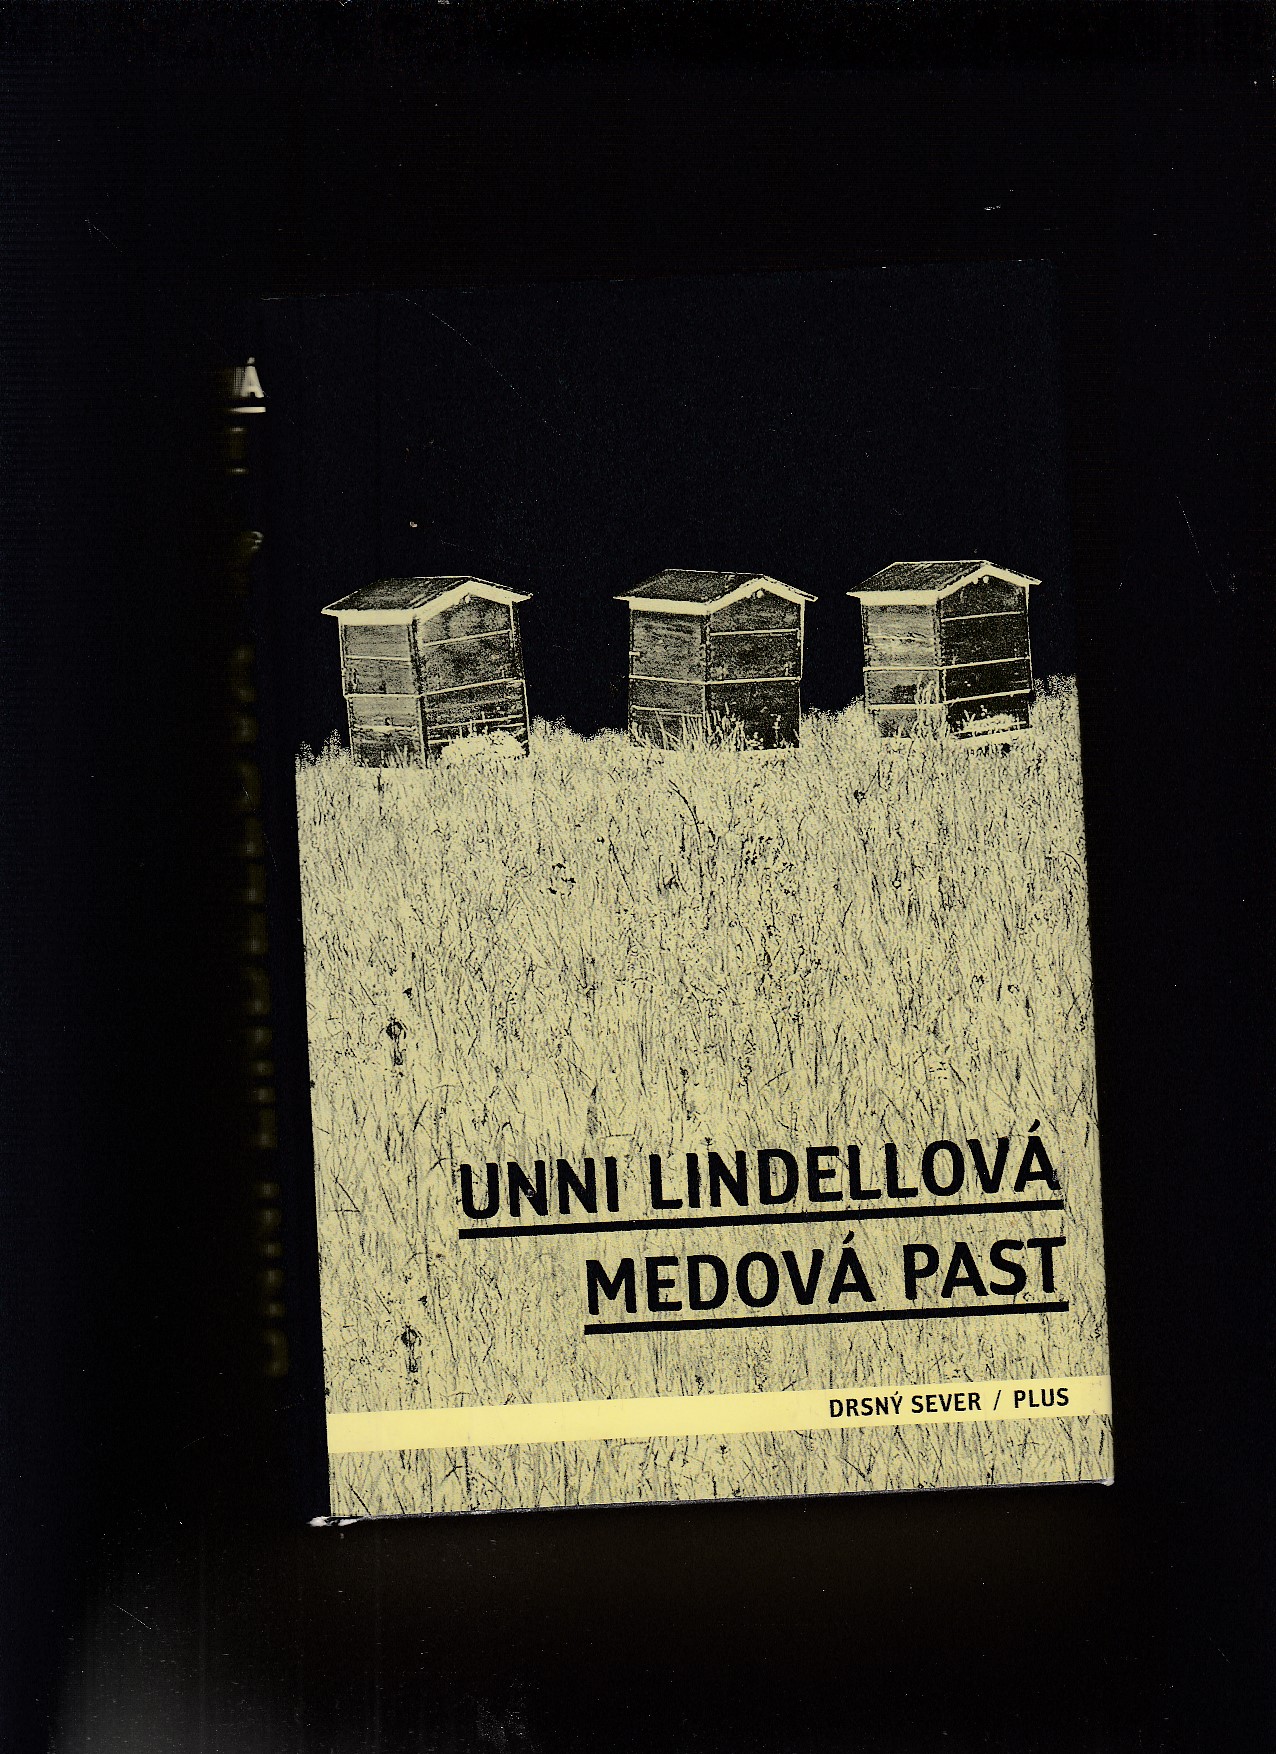 UNNI LINDELLOVÁ
MEDOVÁ PAST
DRSNÝ SEVER / PLUS